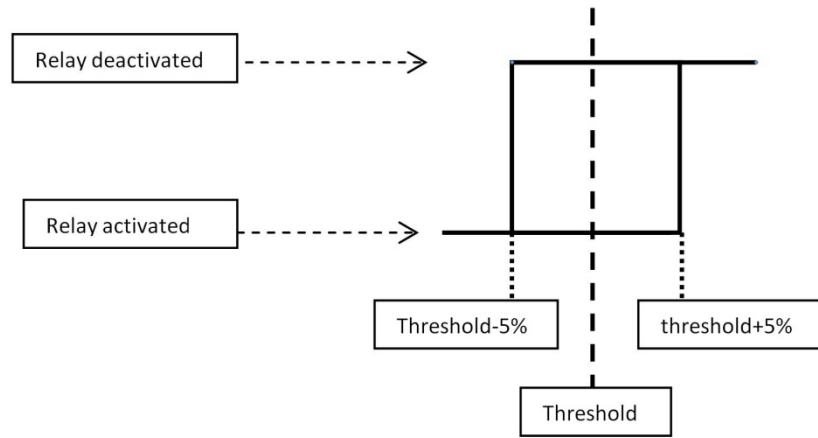 Relay deactivated
Relay activated
Threshold-5%
threshold+5%
Threshold